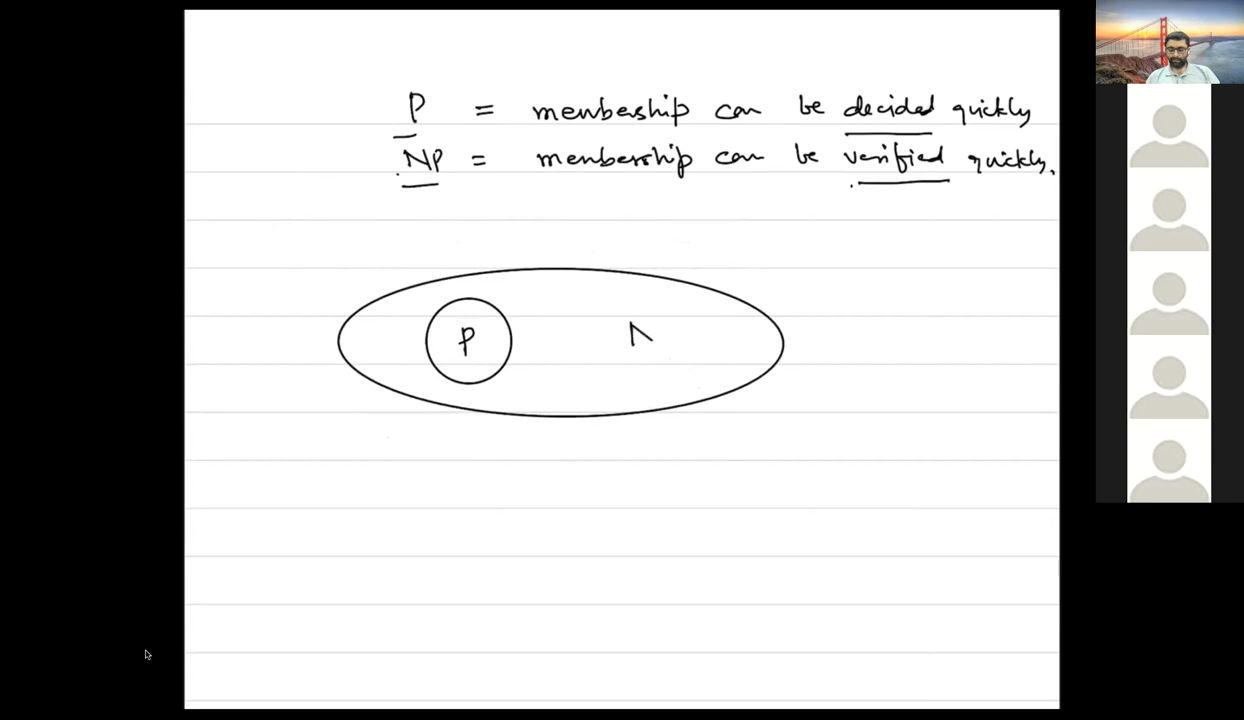 P = membership can be decided quickly
NP = membership can be verified quickly.
P